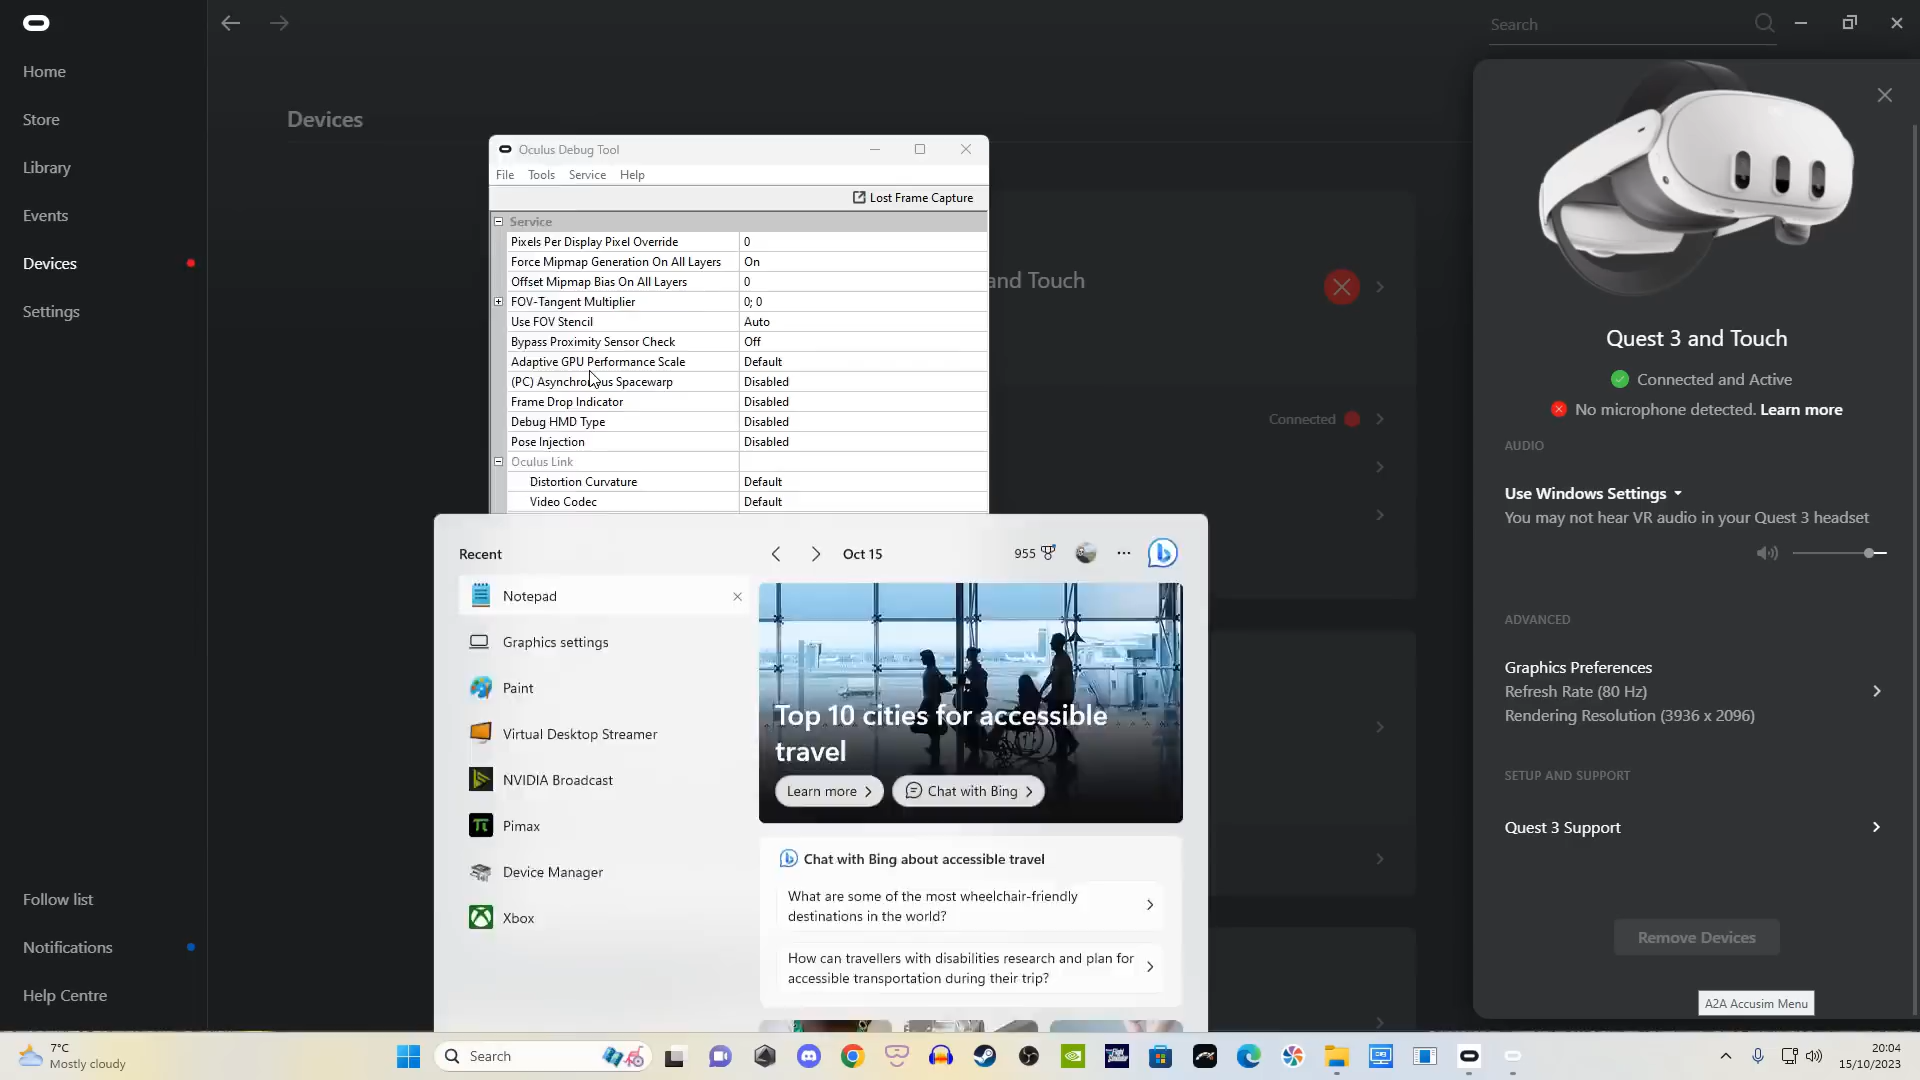 Search
Home
Store
Library
Events
Devices
Settings
Follow list
Notifications
Help Centre
Devices
and Touch
Connected
Oculus Debug Tool
File Tools Service Help
Lost Frame Capture
Service
Pixels Per Display Pixel Override 0
Force Mipmap Generation On All Layers On
Offset Mipmap Bias On All Layers 0
FOV-Tangent Multiplier 0; 0
Use FOV Stencil Auto
Bypass Proximity Sensor Check Off
Adaptive GPU Performance Scale Default
(PC) Asynchronous Spacewarp Disabled
Frame Drop Indicator Disabled
Debug HMD Type Disabled
Pose Injection Disabled
Oculus Link
Distortion Curvature Default
Video Codec Default
Recent
Notepad
Graphics settings
Paint
Virtual Desktop Streamer
NVIDIA Broadcast
Pimax
Device Manager
Xbox
Oct 15
955
Top 10 cities for accessible
travel
Learn more
Chat with Bing
Chat with Bing about accessible travel
What are some of the most wheelchair-friendly
destinations in the world?
How can travellers with disabilities research and plan for
accessible transportation during their trip?
Quest 3 and Touch
Connected and Active
No microphone detected. Learn more
AUDIO
Use Windows Settings
You may not hear VR audio in your Quest 3 headset
ADVANCED
Graphics Preferences
Refresh Rate (80 Hz)
Rendering Resolution (3936 x 2096)
SETUP AND SUPPORT
Quest 3 Support
Remove Devices
A2A Accusim Menu
7°C
Mostly cloudy
Search
20:04
15/10/2023